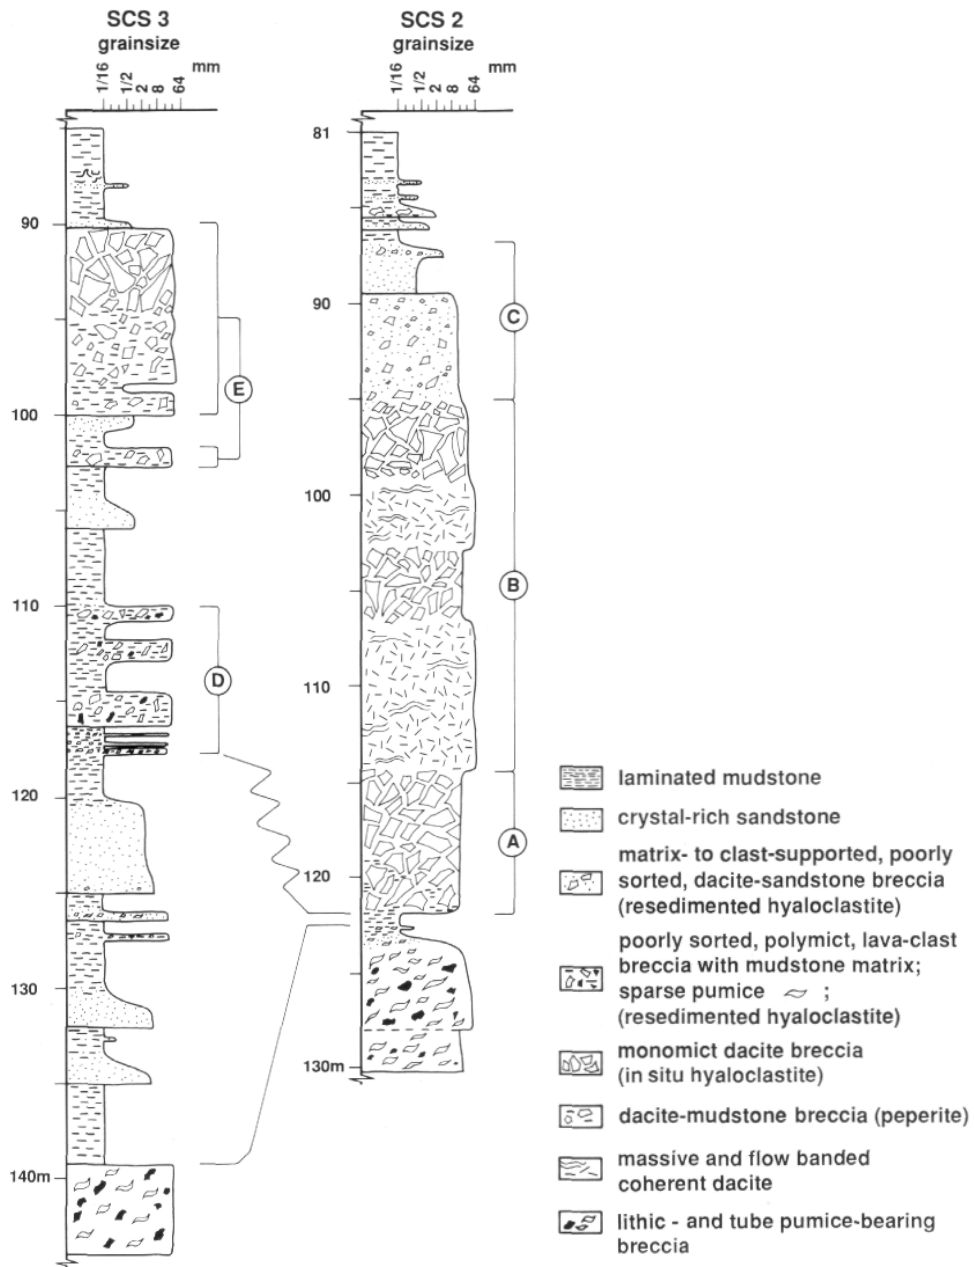 SCS 3
grainsize
mm
1/16
1/2
2
8
64
90
100
110
120
130
140m
E
D
SCS 2
grainsize
mm
1/16
1/2
2
8
64
81
90
100
110
120
130m
C
B
A
laminated mudstone
crystal-rich sandstone
matrix- to clast-supported, poorly
sorted, dacite-sandstone breccia
(resedimented hyaloclastite)
poorly sorted, polymict, lava-clast
breccia with mudstone matrix;
sparse pumice ;
(resedimented hyaloclastite)
monomict dacite breccia
(in situ hyaloclastite)
dacite-mudstone breccia (peperite)
massive and flow banded
coherent dacite
lithic - and tube pumice-bearing
breccia